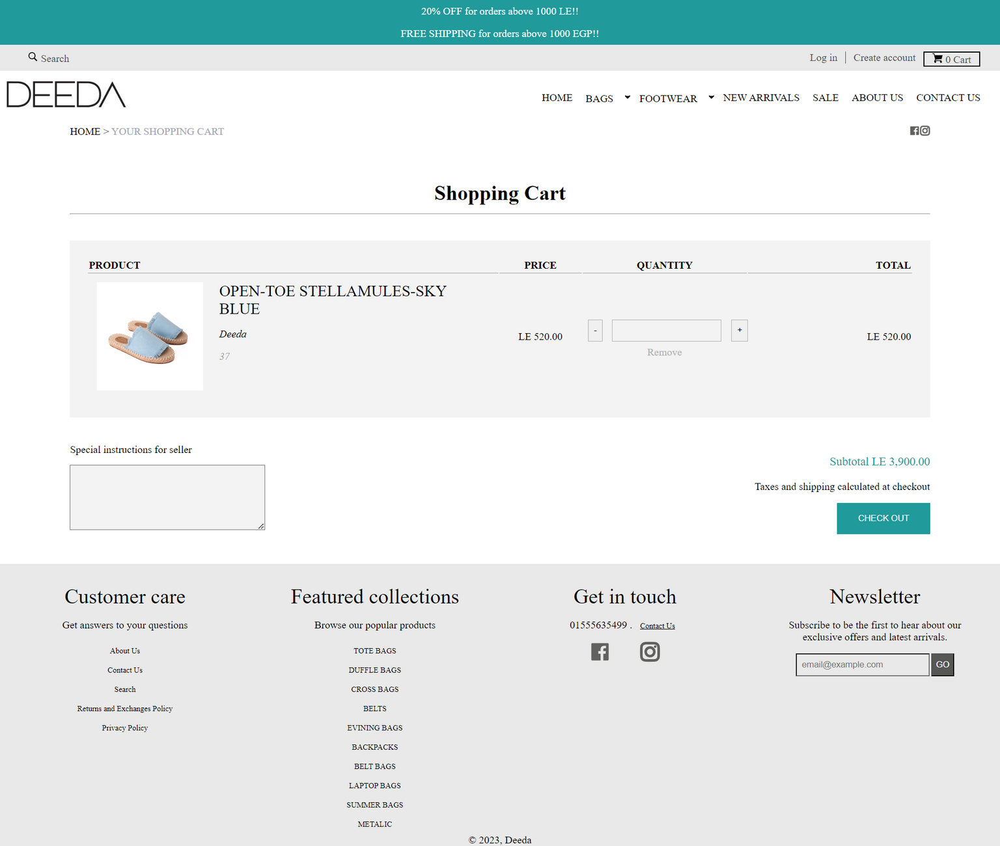 20% OFF for orders above 1000 LE!!
FREE SHIPPING for orders above 1000 EGP!!
Search
Log in
Create account
0 Cart
DEEDA
HOME
BAGS
FOOTWEAR
NEW ARRIVALS
SALE
ABOUT US
CONTACT US
HOME > YOUR SHOPPING CART
Shopping Cart
PRODUCT
PRICE
QUANTITY
TOTAL
OPEN-TOE STELLAMULES-SKY
BLUE
Deeda
37
LE 520.00
-
+
Remove
LE 520.00
Special instructions for seller
Subtotal LE 3,900.00
Taxes and shipping calculated at checkout
CHECK OUT
Customer care
Get answers to your questions
About Us
Contact Us
Search
Returns and Exchanges Policy
Privacy Policy
Featured collections
Browse our popular products
TOTE BAGS
DUFFLE BAGS
CROSS BAGS
BELTS
EVINING BAGS
BACKPACKS
BELT BAGS
LAPTOP BAGS
SUMMER BAGS
METALIC
Get in touch
01555635499 . Contact Us
Newsletter
Subscribe to be the first to hear about our
exclusive offers and latest arrivals.
email@example.com
GO
© 2023, Deeda